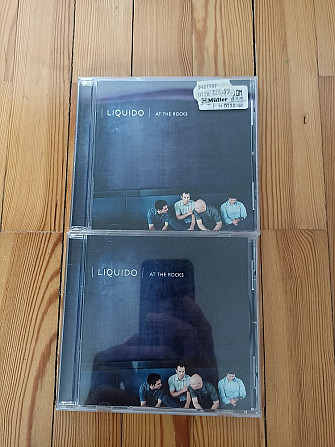 LIQUIDO
AT THE ROCKS
Müller
LIQUIDO
AT THE ROCKS